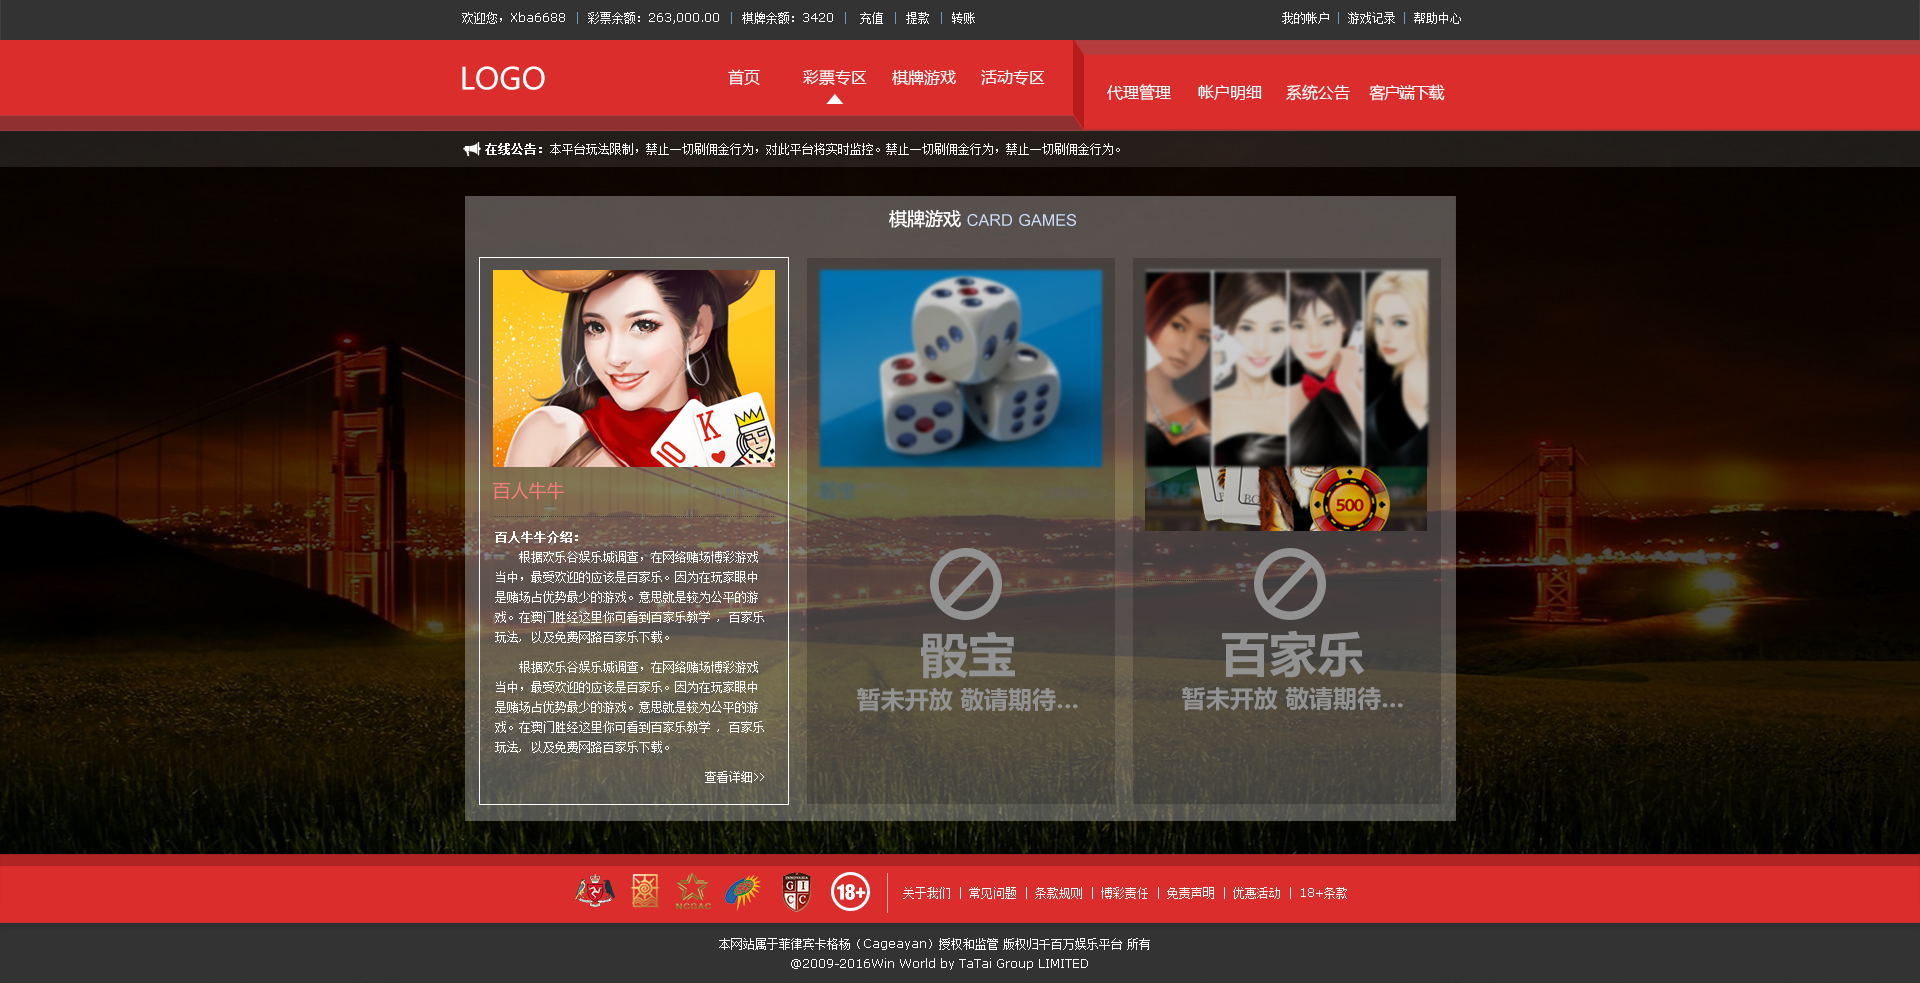 欢迎您，Xba6688 | 彩票余额：263,000.00 | 棋牌余额：3420 | 充值 | 提款 | 转账
我的帐户 | 游戏记录 | 帮助中心
LOGO
首页 彩票专区 棋牌游戏 活动专区
代理管理 帐户明细 系统公告 客户端下载
在线公告：本平台玩法限制，禁止一切刷佣金行为，对此平台将实时监控。禁止一切刷佣金行为，禁止一切刷佣金行为。
棋牌游戏 CARD GAMES
K
10
百人牛牛
百人牛牛介绍：
根据欢乐谷娱乐城调查，在网络赌场博彩游戏
当中，最受欢迎的应该是百家乐。因为在玩家眼中
是赌场占优势最少的游戏。意思就是较为公平的游
戏。在澳门胜经这里你可看到百家乐教学 ，百家乐
玩法, 以及免费网路百家乐下载。
根据欢乐谷娱乐城调查，在网络赌场博彩游戏
当中，最受欢迎的应该是百家乐。因为在玩家眼中
是赌场占优势最少的游戏。意思就是较为公平的游
戏。在澳门胜经这里你可看到百家乐教学 ，百家乐
玩法, 以及免费网路百家乐下载。
查看详细>>
骰宝
骰宝
暂未开放 敬请期待...
500
百家乐
暂未开放 敬请期待...
NCGAC
GICC
18+
关于我们 | 常见问题 | 条款规则 | 博彩责任 | 免责声明 | 优惠活动 | 18+条款
本网站属于菲律宾卡格杨（Cageayan）授权和监管 版权归千百万娱乐平台 所有
@2009-2016Win World by TaTai Group LIMITED